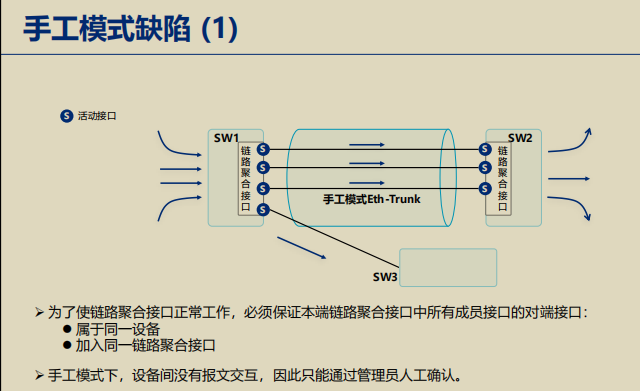 手工模式缺陷 (1)
S 活动接口
SW1
SW2
链路聚合接口
S
S
S
S
S
S
S
链路聚合接口
手工模式Eth-Trunk
SW3
➢ 为了使链路聚合接口正常工作，必须保证本端链路聚合接口中所有成员接口的对端接口：
● 属于同一设备
● 加入同一链路聚合接口
➢ 手工模式下，设备间没有报文交互，因此只能通过管理员人工确认。